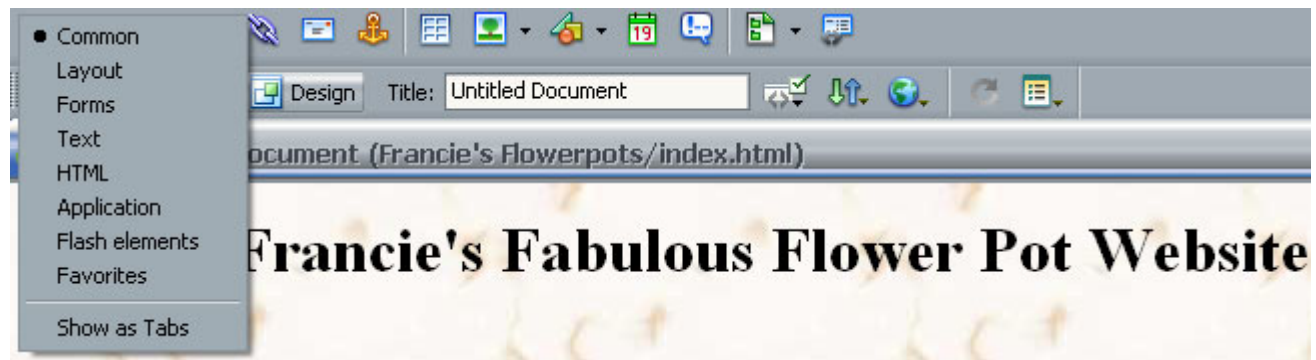 Common
Layout
Forms
Text
HTML
Application
Flash elements
Favorites
Show as Tabs
19
Design Title: Untitled Document
ocument (Francie's Flowerpots/index.html)
Francie's Fabulous Flower Pot Website